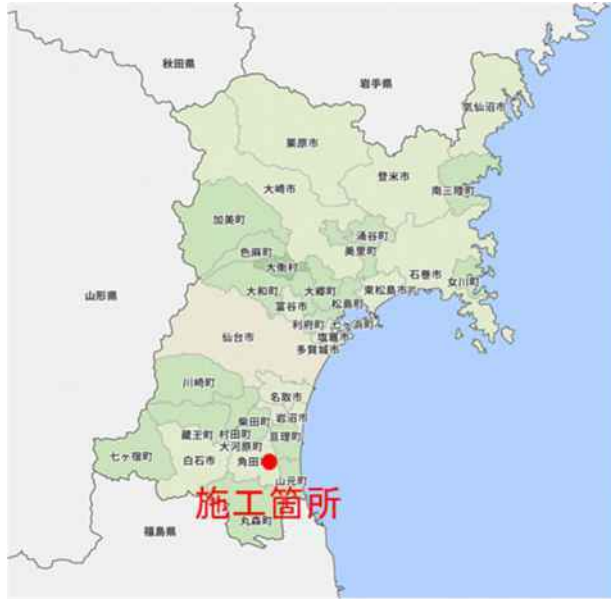 秋田県
岩手県
気仙沼市
栗原市
登米市
南三陸町
大崎市
加美町
涌谷町
美里町
色麻町
大衡村
石巻市
女川町
大和町
大郷町
東松島市
山形県
富谷市
松島町
利府町
七ヶ浜町
塩竈市
仙台市
多賀城市
川崎町
名取市
岩沼市
柴田町
蔵王町
村田町
亘理町
大河原町
七ヶ宿町
白石市
角田
山元町
施工箇所
丸森町
福島県